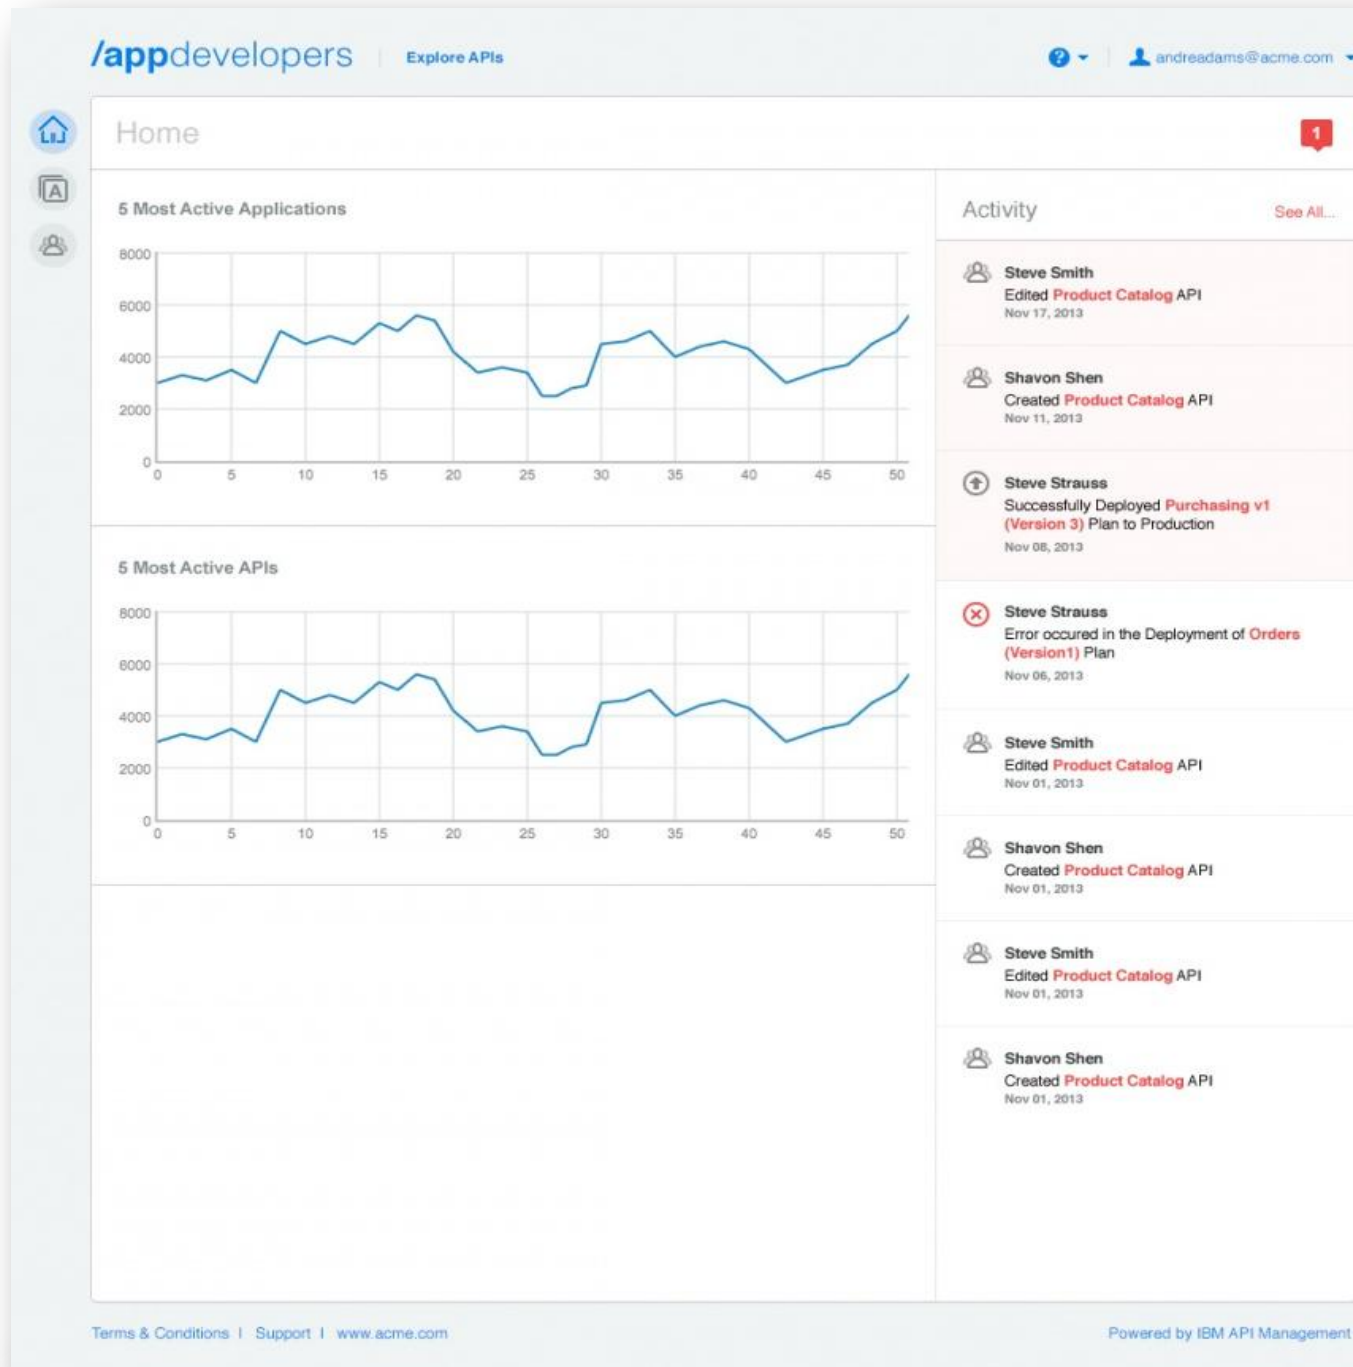 /appdevelopers
Explore APIs
?
andreadams@acme.com
Home
1
A
5 Most Active Applications
8000
6000
4000
2000
0
0 5 10 15 20 25 30 35 40 45 50
5 Most Active APIs
8000
6000
4000
2000
0
0 5 10 15 20 25 30 35 40 45 50
Activity
See All...
Steve Smith
Edited Product Catalog API
Nov 17, 2013
Shavon Shen
Created Product Catalog API
Nov 11, 2013
Steve Strauss
Successfully Deployed Purchasing v1
(Version 3) Plan to Production
Nov 08, 2013
Steve Strauss
Error occured in the Deployment of Orders
(Version1) Plan
Nov 06, 2013
Steve Smith
Edited Product Catalog API
Nov 01, 2013
Shavon Shen
Created Product Catalog API
Nov 01, 2013
Steve Smith
Edited Product Catalog API
Nov 01, 2013
Shavon Shen
Created Product Catalog API
Nov 01, 2013
Terms & Conditions | Support | www.acme.com
Powered by IBM API Management